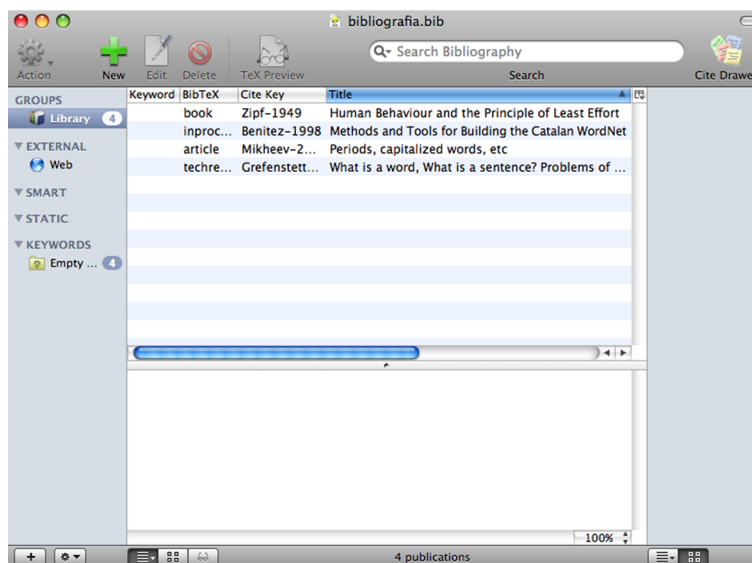 bibliografia.bib
Search Bibliography
Action New Edit Delete TeX Preview Search Cite Drawe
GROUPS
Library 4
EXTERNAL
Web
SMART
STATIC
KEYWORDS
Empty ... 4
Keyword BibTeX Cite Key Title
book Zipf-1949 Human Behaviour and the Principle of Least Effort
inproc... Benitez-1998 Methods and Tools for Building the Catalan WordNet
article Mikheev-2... Periods, capitalized words, etc
techre... Grefenstett... What is a word, What is a sentence? Problems of ...
100%
4 publications